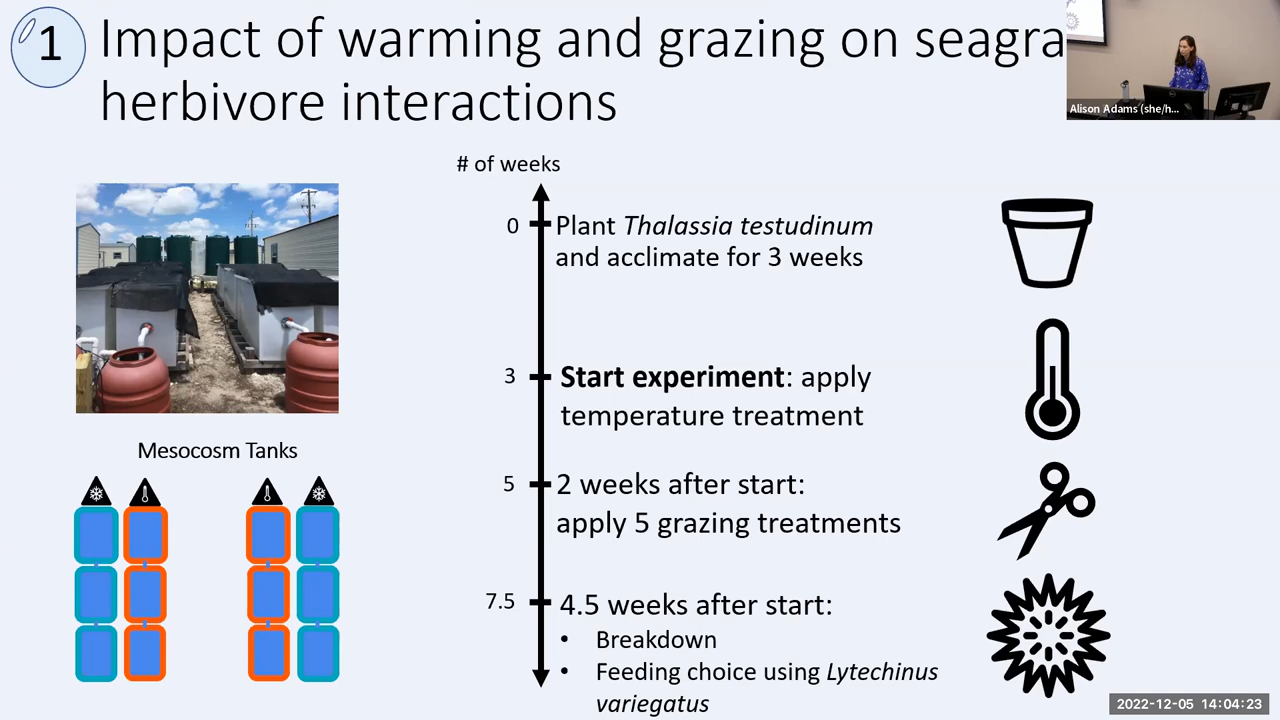 1
Impact of warming and grazing on seagra
herbivore interactions
Alison Adams (she/h...
# of weeks
0
Plant Thalassia testudinum
and acclimate for 3 weeks
3
Start experiment: apply
temperature treatment
Mesocosm Tanks
5
2 weeks after start:
apply 5 grazing treatments
7.5
4.5 weeks after start:
• Breakdown
• Feeding choice using Lytechinus
variegatus
2022-12-05 14:04:23